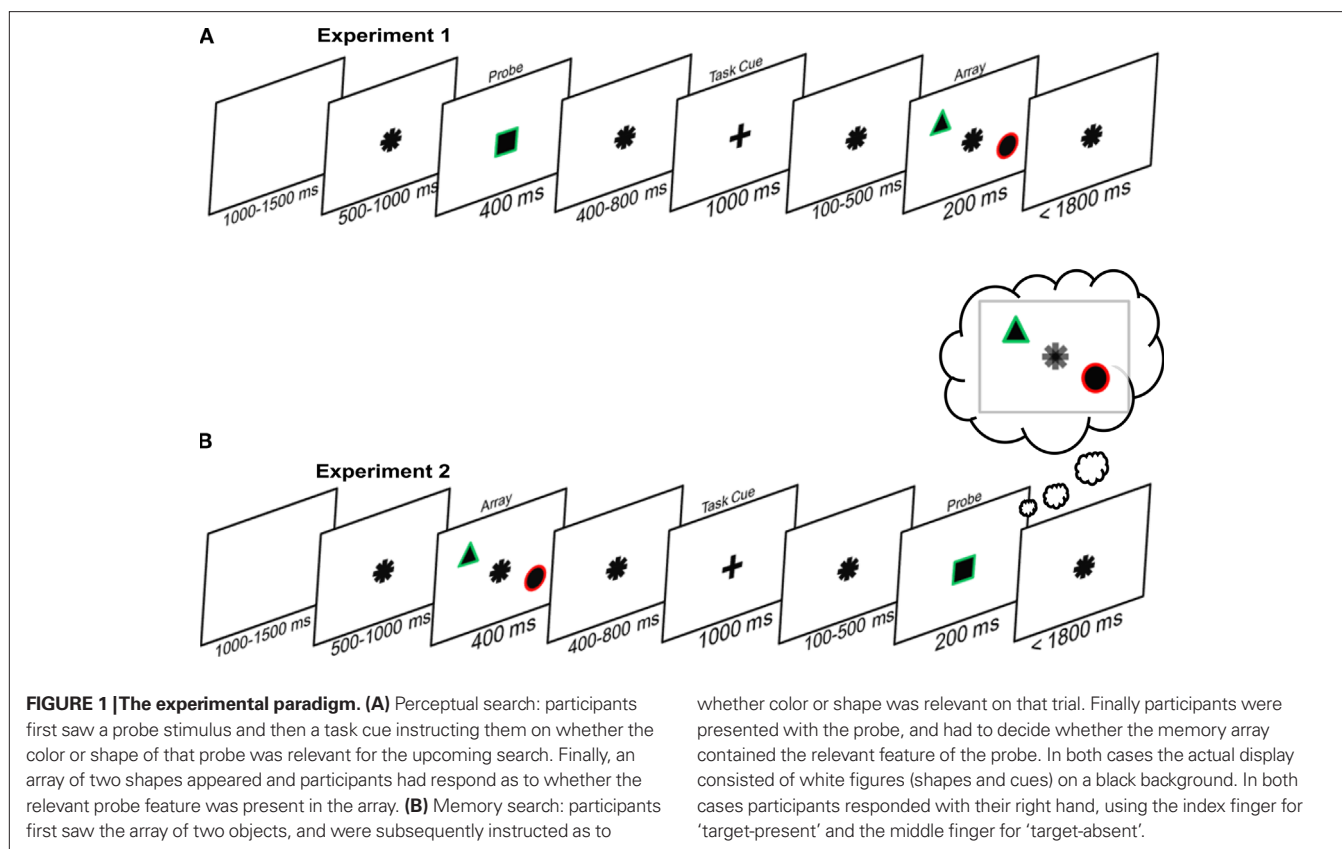 A
Experiment 1
Probe
Task Cue
Array
1000-1500 ms
500-1000 ms
400 ms
400-800 ms
1000 ms
100-500 ms
200 ms
< 1800 ms
B
Experiment 2
Array
Task Cue
Probe
1000-1500 ms
500-1000 ms
400 ms
400-800 ms
1000 ms
100-500 ms
200 ms
< 1800 ms
FIGURE 1 | The experimental paradigm. (A) Perceptual search: participants
first saw a probe stimulus and then a task cue instructing them on whether the
color or shape of that probe was relevant for the upcoming search. Finally, an
array of two shapes appeared and participants had respond as to whether the
relevant probe feature was present in the array. (B) Memory search: participants
first saw the array of two objects, and were subsequently instructed as to
whether color or shape was relevant on that trial. Finally participants were
presented with the probe, and had to decide whether the memory array
contained the relevant feature of the probe. In both cases the actual display
consisted of white figures (shapes and cues) on a black background. In both
cases participants responded with their right hand, using the index finger for
'target-present' and the middle finger for 'target-absent'.